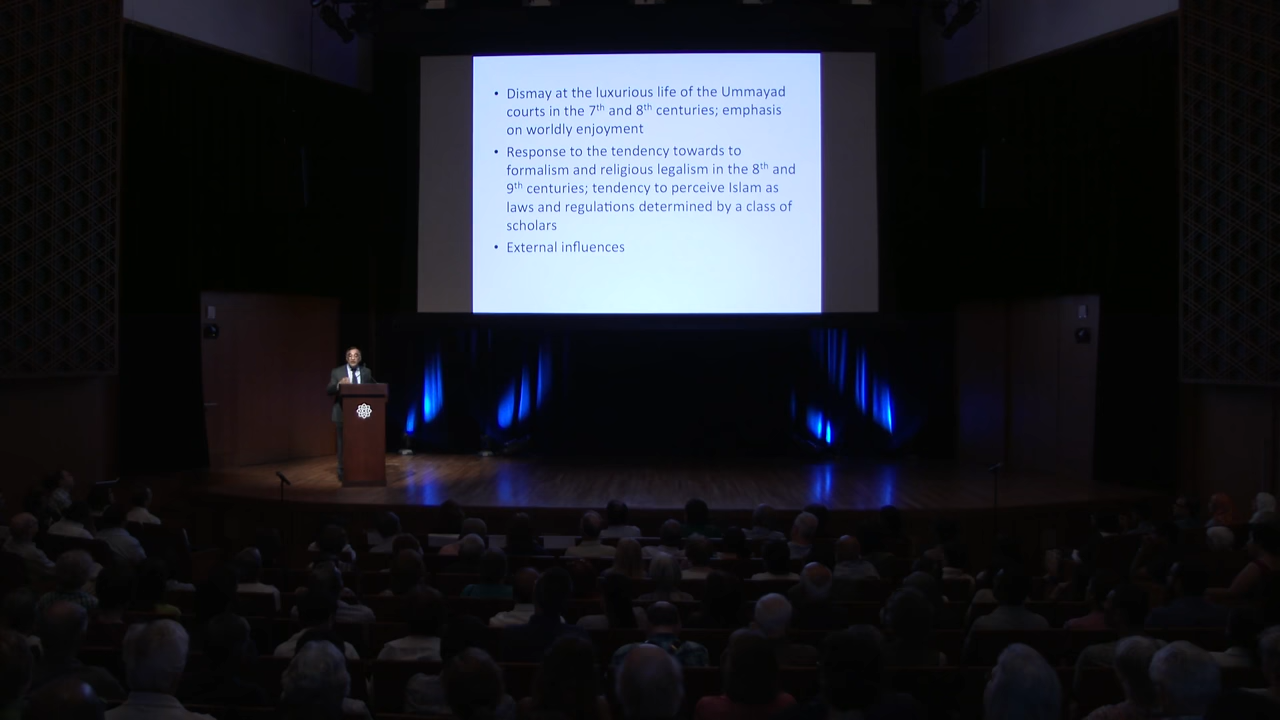 • Dismay at the luxurious life of the Ummayad
courts in the 7th and 8th centuries; emphasis
on worldly enjoyment
• Response to the tendency towards to
formalism and religious legalism in the 8th and
9th centuries; tendency to perceive Islam as
laws and regulations determined by a class of
scholars
• External influences